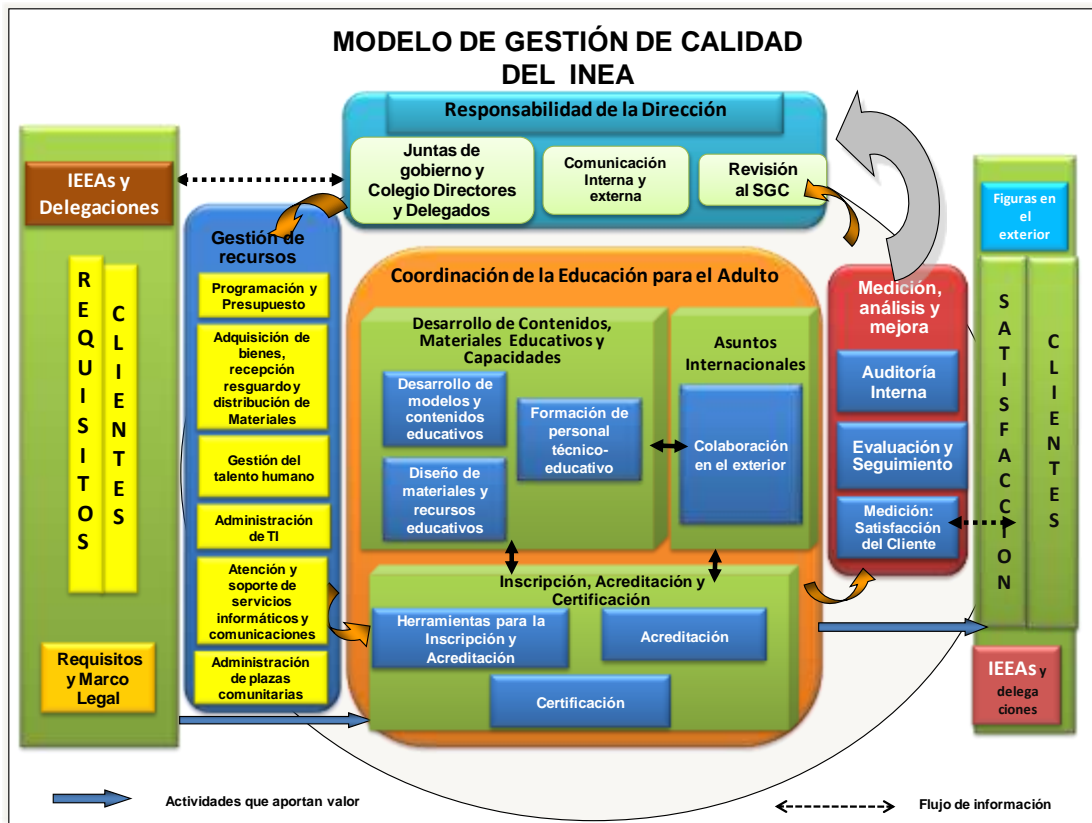 MODELO DE GESTIÓN DE CALIDAD
DEL INEA
Responsabilidad de la Dirección
Juntas de
gobierno y
Colegio Directores
y Delegados
Comunicación
Interna y
externa
Revisión
al SGC
IEEAs y
Delegaciones
REQUISITOS
CLIENTES
Requisitos
y Marco
Legal
Gestión de
recursos
Programación y
Presupuesto
Adquisición de
bienes,
recepción
resguardo y
distribución de
Materiales
Gestión del
talento humano
Administración
de TI
Atención y
soporte de
servicios
informáticos y
comunicaciones
Administración
de plazas
comunitarias
Coordinación de la Educación para el Adulto
Desarrollo de Contenidos,
Materiales Educativos y
Capacidades
Desarrollo de
modelos y
contenidos
educativos
Formación de
personal
técnico-
educativo
Diseño de
materiales y
recursos
educativos
Asuntos
Internacionales
Colaboración
en el exterior
Inscripción, Acreditación y
Certificación
Herramientas para la
Inscripción y
Acreditación
Acreditación
Certificación
Medición,
análisis y
mejora
Auditoría
Interna
Evaluación y
Seguimiento
Medición:
Satisfacción
del Cliente
Figuras en
el
exterior
SATISFACCION
CLIENTES
IEEAs y
delega
ciones
Actividades que aportan valor
Flujo de información